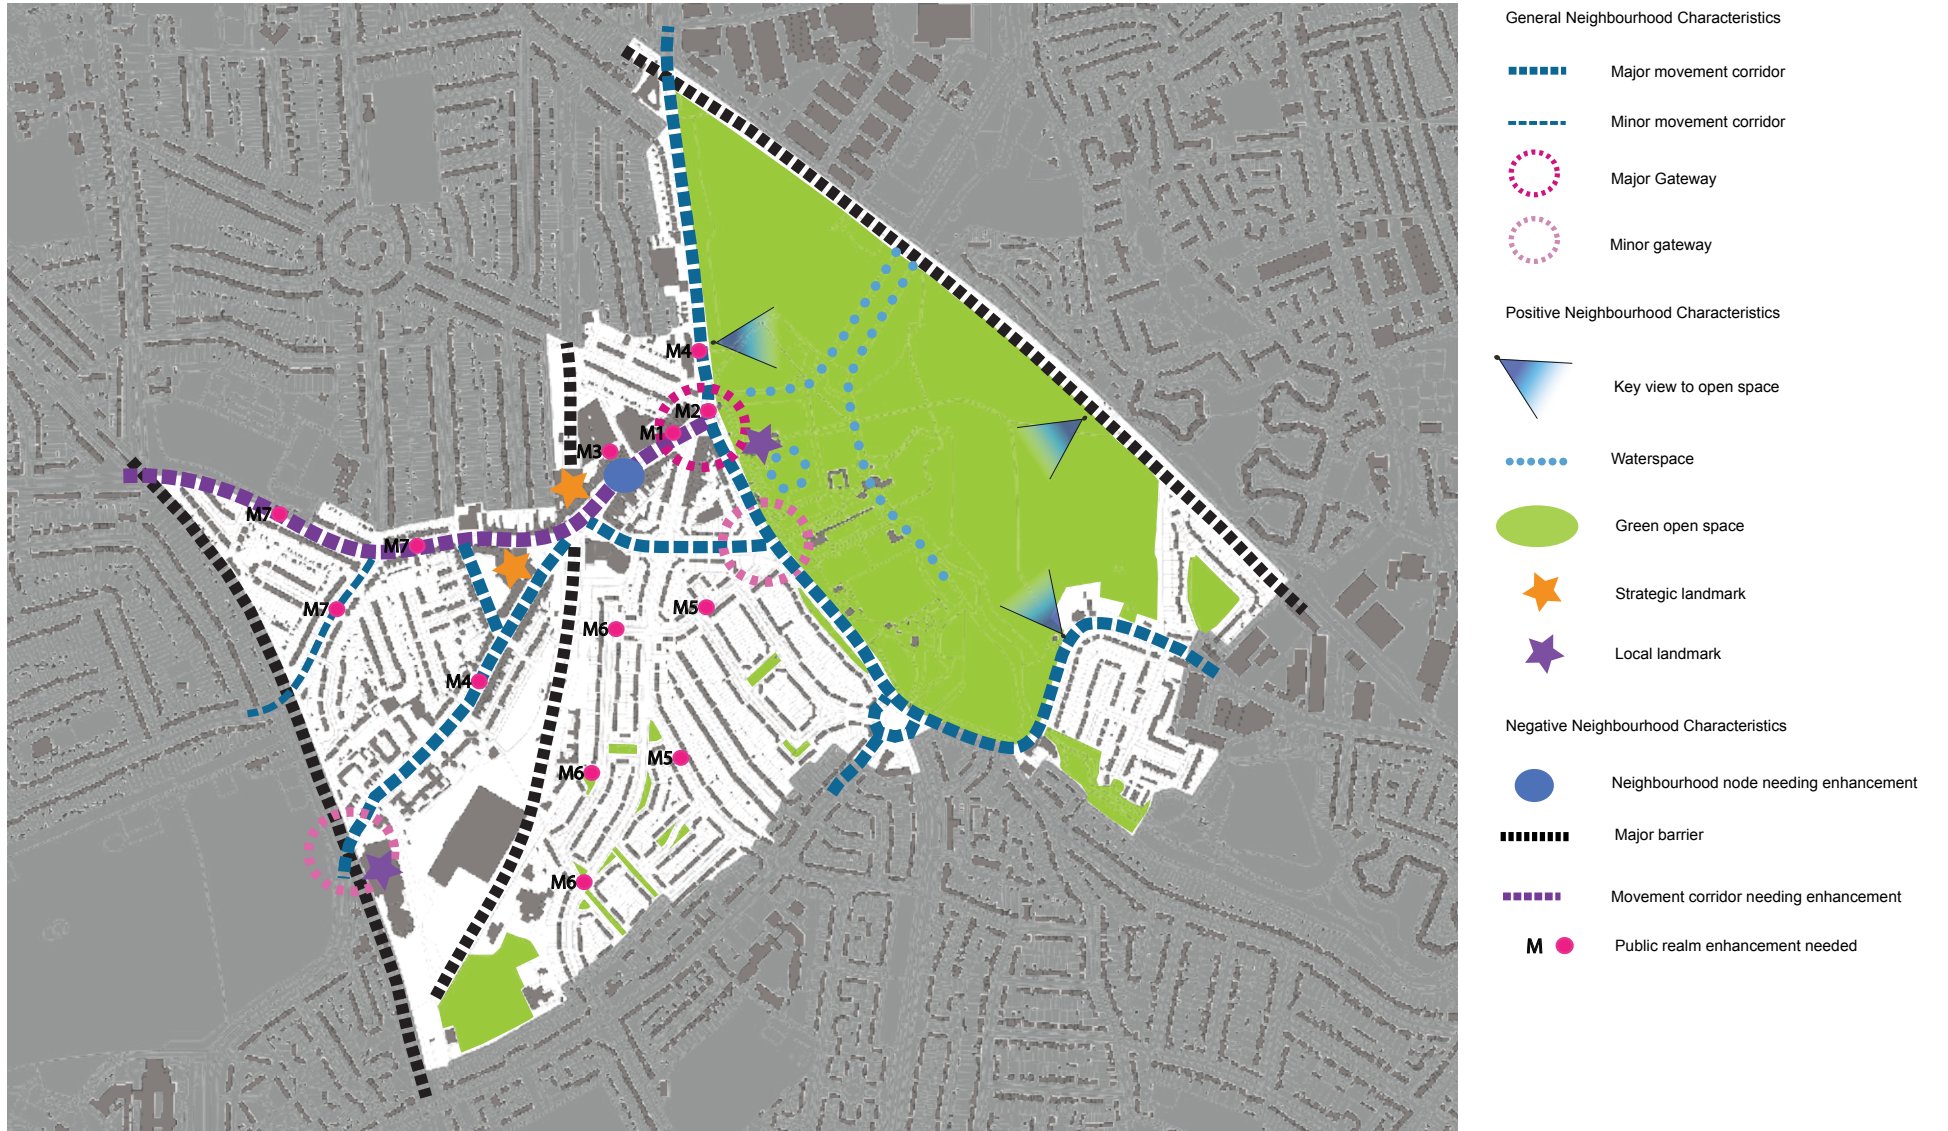 General Neighbourhood Characteristics
Major movement corridor
Minor movement corridor
Major Gateway
Minor gateway
Positive Neighbourhood Characteristics
Key view to open space
Waterspace
Green open space
Strategic landmark
Local landmark
Negative Neighbourhood Characteristics
Neighbourhood node needing enhancement
Major barrier
Movement corridor needing enhancement
M Public realm enhancement needed
M4
M2
M1
M3
M7
M7
M7
M5
M6
M4
M5
M6
M6